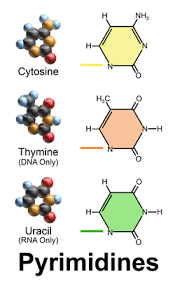 NH₂
H
N
H
N
O
Cytosine
O
H₃C
N
H
H
N
O
Thymine
(DNA Only)
H
O
H
N
H
N
O
Uracil
(RNA Only)
Pyrimidines